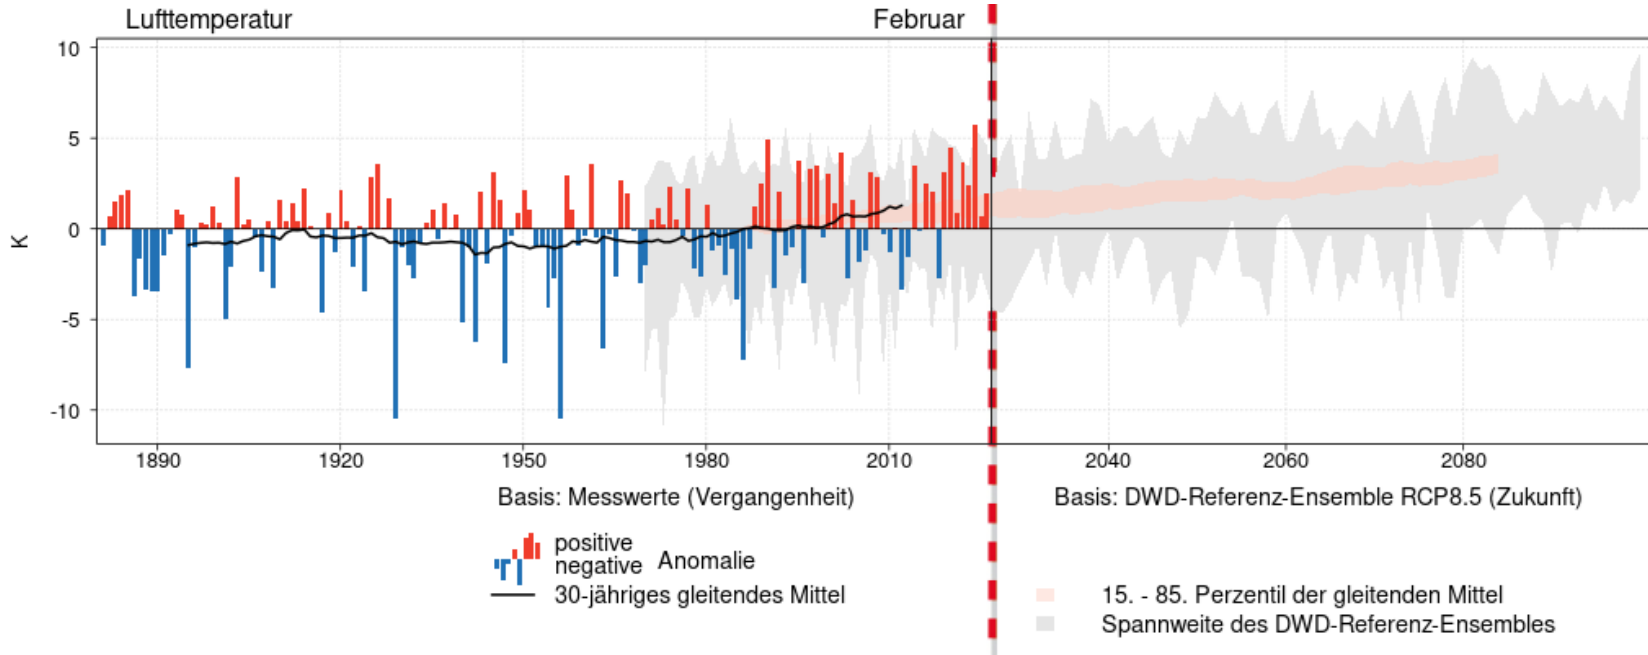 Lufttemperatur Februar
10
5
0
-5
-10
K
1890 1920 1950 1980 2010 2040 2060 2080
Basis: Messwerte (Vergangenheit) Basis: DWD-Referenz-Ensemble RCP8.5 (Zukunft)
positive
negative Anomalie
30-jähriges gleitendes Mittel
15. - 85. Perzentil der gleitenden Mittel
Spannweite des DWD-Referenz-Ensembles